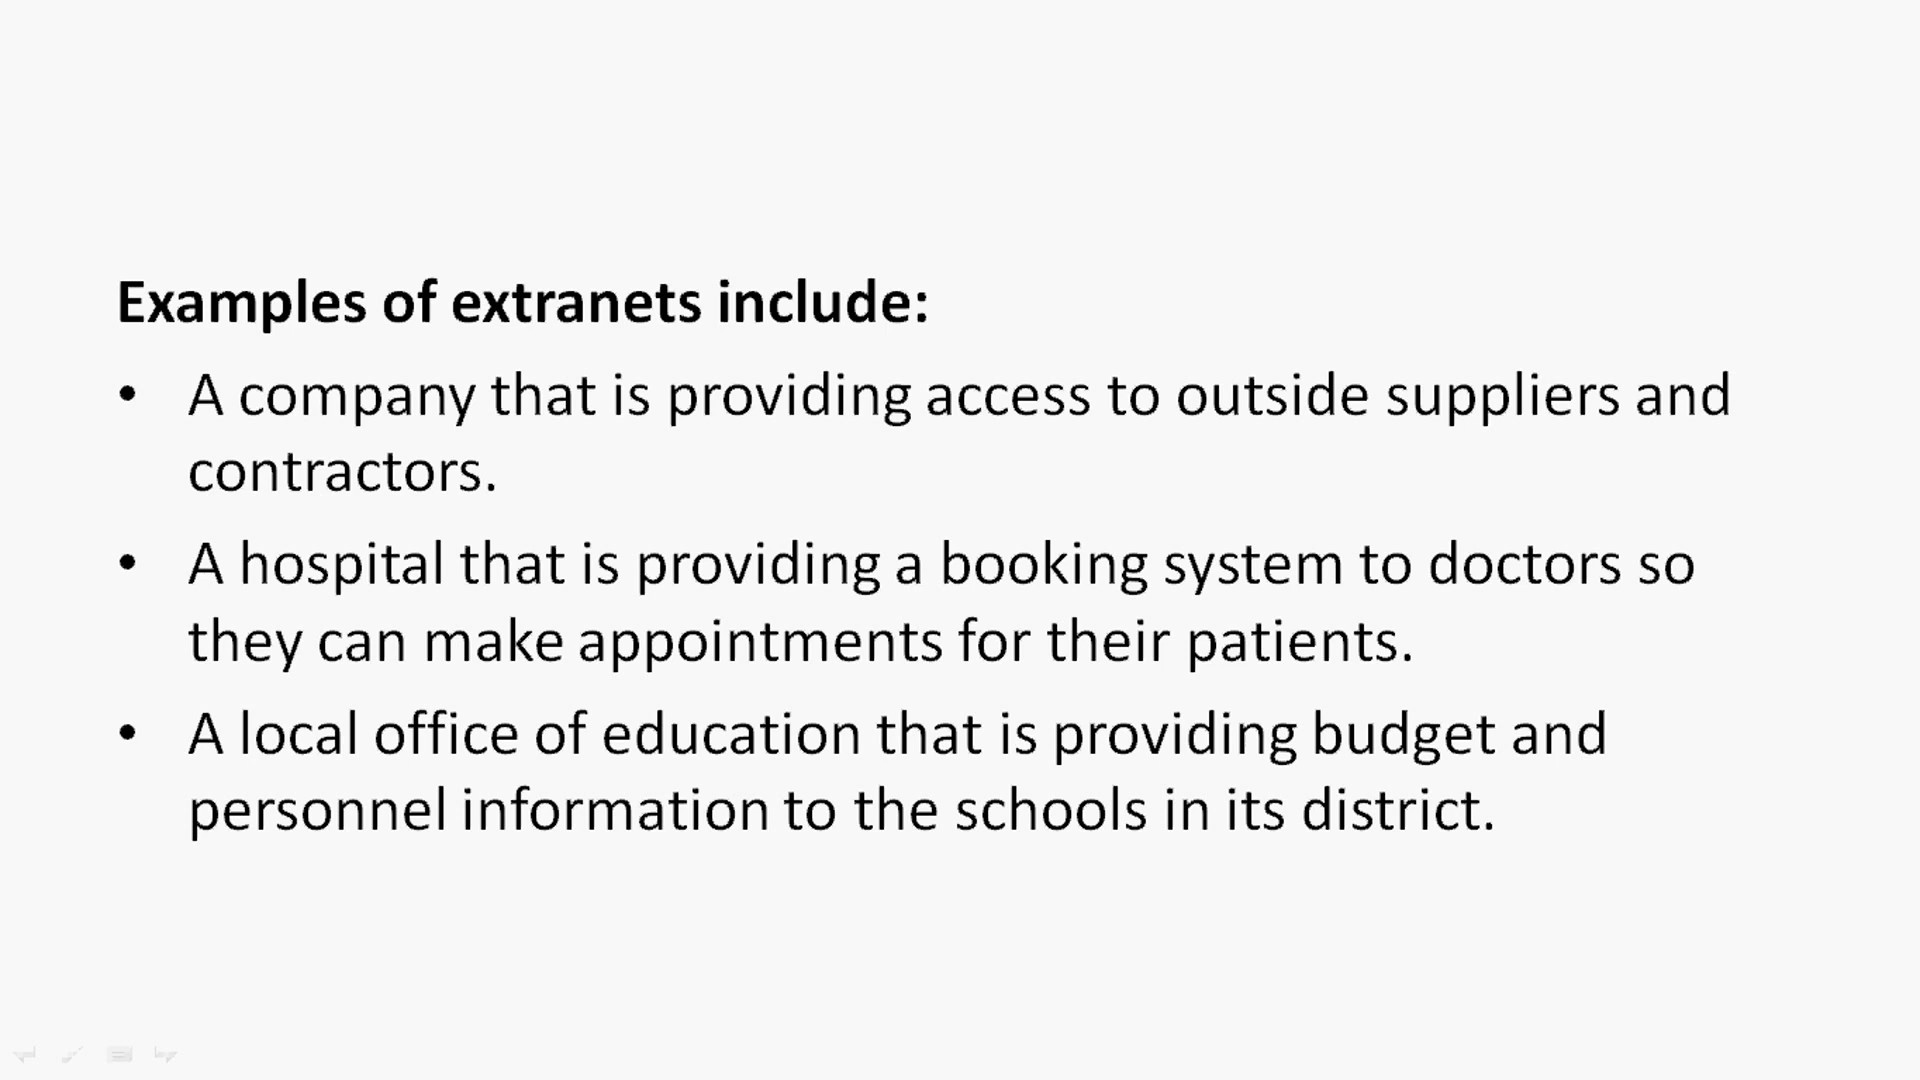 Examples of extranets include:
• A company that is providing access to outside suppliers and
contractors.
• A hospital that is providing a booking system to doctors so
they can make appointments for their patients.
• A local office of education that is providing budget and
personnel information to the schools in its district.